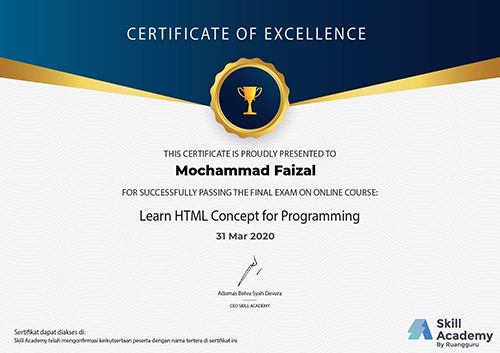 CERTIFICATE OF EXCELLENCE
THIS CERTIFICATE IS PROUDLY PRESENTED TO
Mochammad Faizal
FOR SUCCESSFULLY PASSING THE FINAL EXAM ON ONLINE COURSE:
Learn HTML Concept for Programming
31 Mar 2020
Adamas Belva Syah Devara
CEO SKILL ACADEMY
Sertifikat dapat diakses di:
Skill Academy telah mengonfirmasi keikutsertaan peserta dengan nama tertera di sertifikat ini
Skill
Academy
By Ruangguru